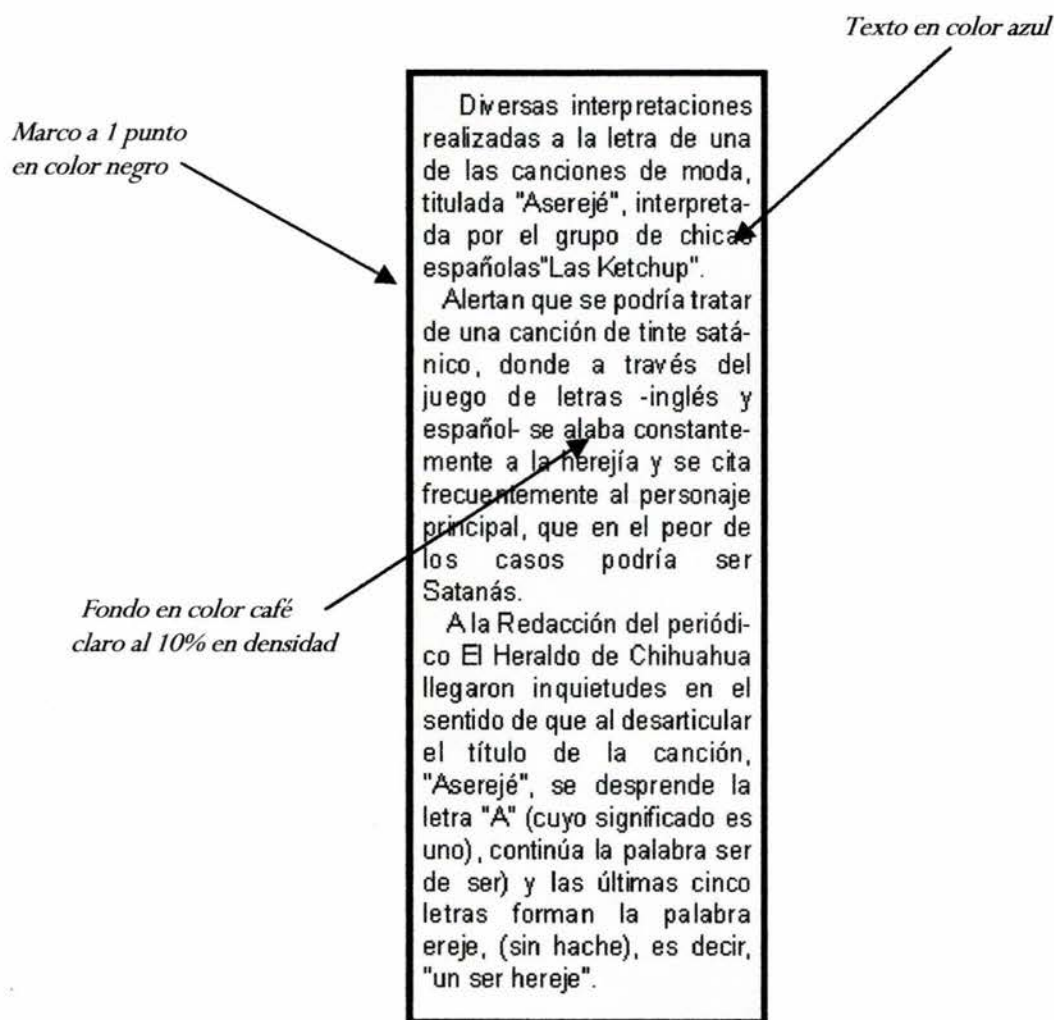 Texto en color azul
Marco a 1 punto
en color negro
Diversas interpretaciones
realizadas a la letra de una
de las canciones de moda,
titulada "Aserejé", interpreta-
da por el grupo de chicas
españolas"Las Ketchup".
Alertan que se podría tratar
de una canción de tinte satá-
nico, donde a través del
juego de letras -inglés y
español- se alaba constante-
mente a la herejía y se cita
frecuentemente al personaje
principal, que en el peor de
los casos podría ser
Satanás.
A la Redacción del periódi-
co El Heraldo de Chihuahua
llegaron inquietudes en el
sentido de que al desarticular
el título de la canción,
"Aserejé", se desprende la
letra "A" (cuyo significado es
uno), continúa la palabra ser
de ser) y las últimas cinco
letras forman la palabra
ereje, (sin hache), es decir,
"un ser hereje".
Fondo en color café
claro al 10% en densidad